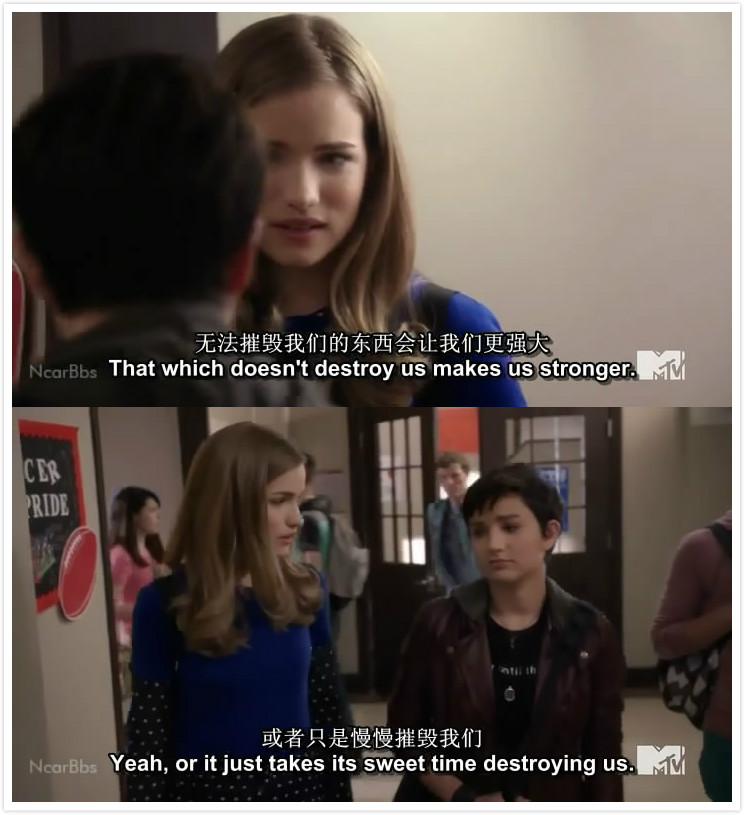 无法摧毁我们的东西会让我们更强大
That which doesn't destroy us makes us stronger.
NcarBbs
MTV
CER
PRIDE
until th
或者只是慢慢摧毁我们
Yeah, or it just takes its sweet time destroying us.
NcarBbs
MTV